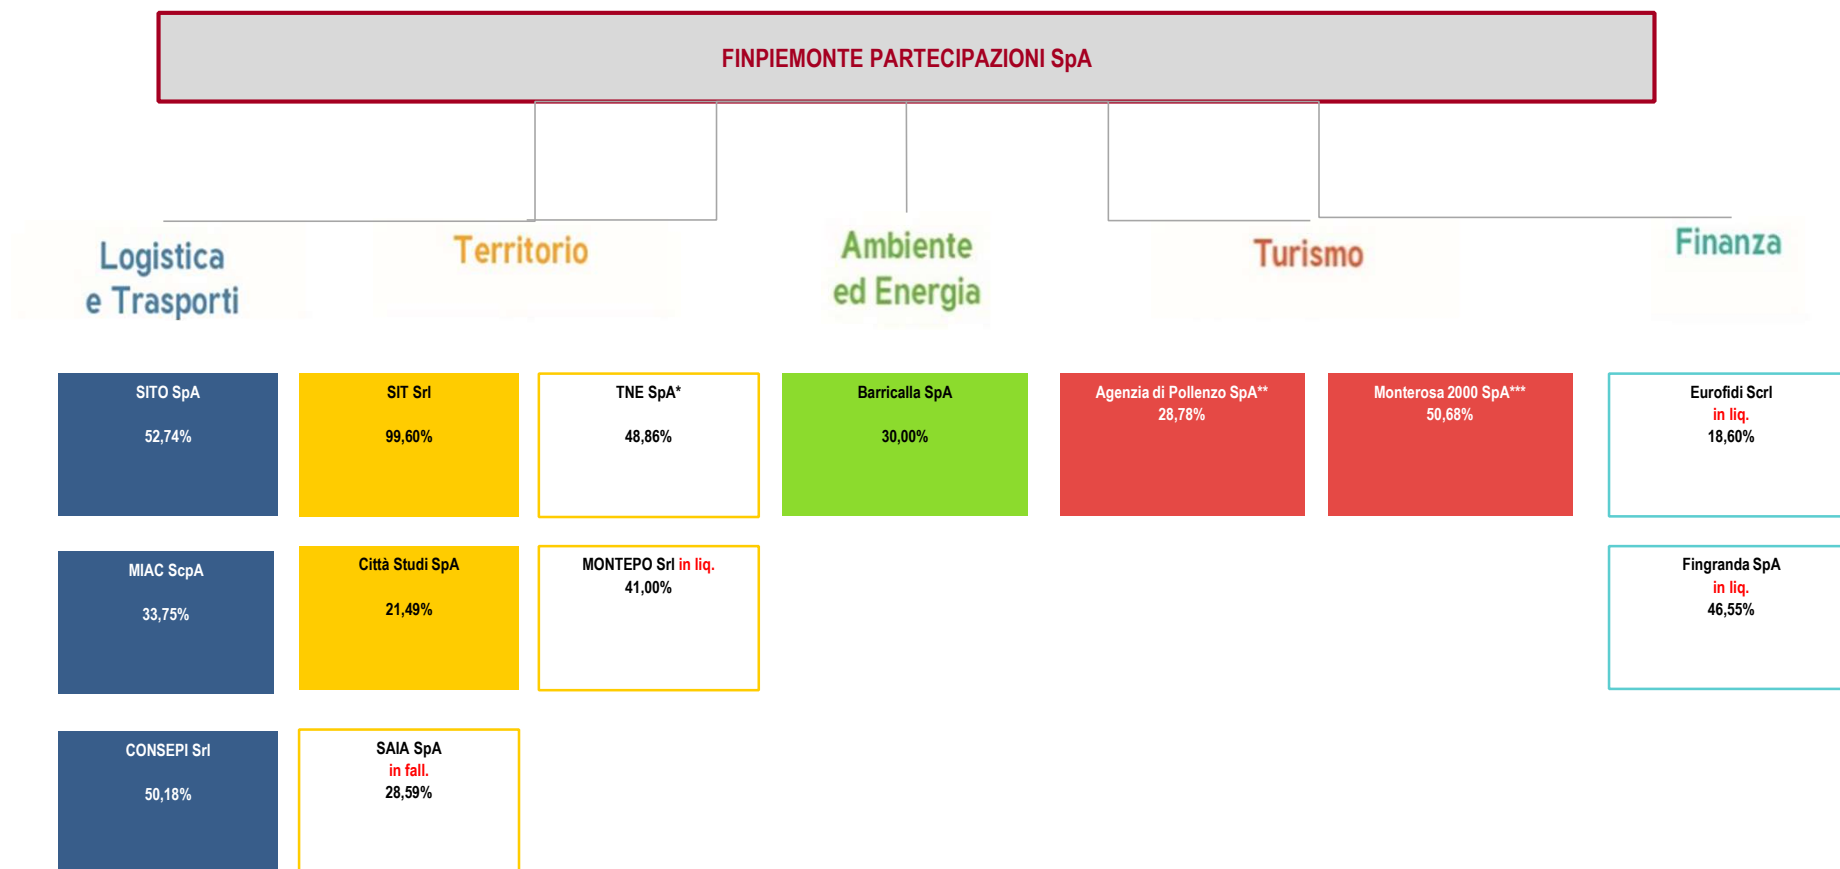 FINPIEMONTE PARTECIPAZIONI SpA
Logistica
e Trasporti
Territorio
Ambiente
ed Energia
Turismo
Finanza
SITO SpA
52,74%
SIT Srl
99,60%
TNE SpA*
48,86%
Barricalla SpA
30,00%
Agenzia di Pollenzo SpA**
28,78%
Monterosa 2000 SpA***
50,68%
Eurofidi Scrl
in liq.
18,60%
MIAC ScpA
33,75%
Città Studi SpA
21,49%
MONTEPO Srl in liq.
41,00%
Fingranda SpA
in liq.
46,55%
CONSEPI Srl
50,18%
SAIA SpA
in fall.
28,59%